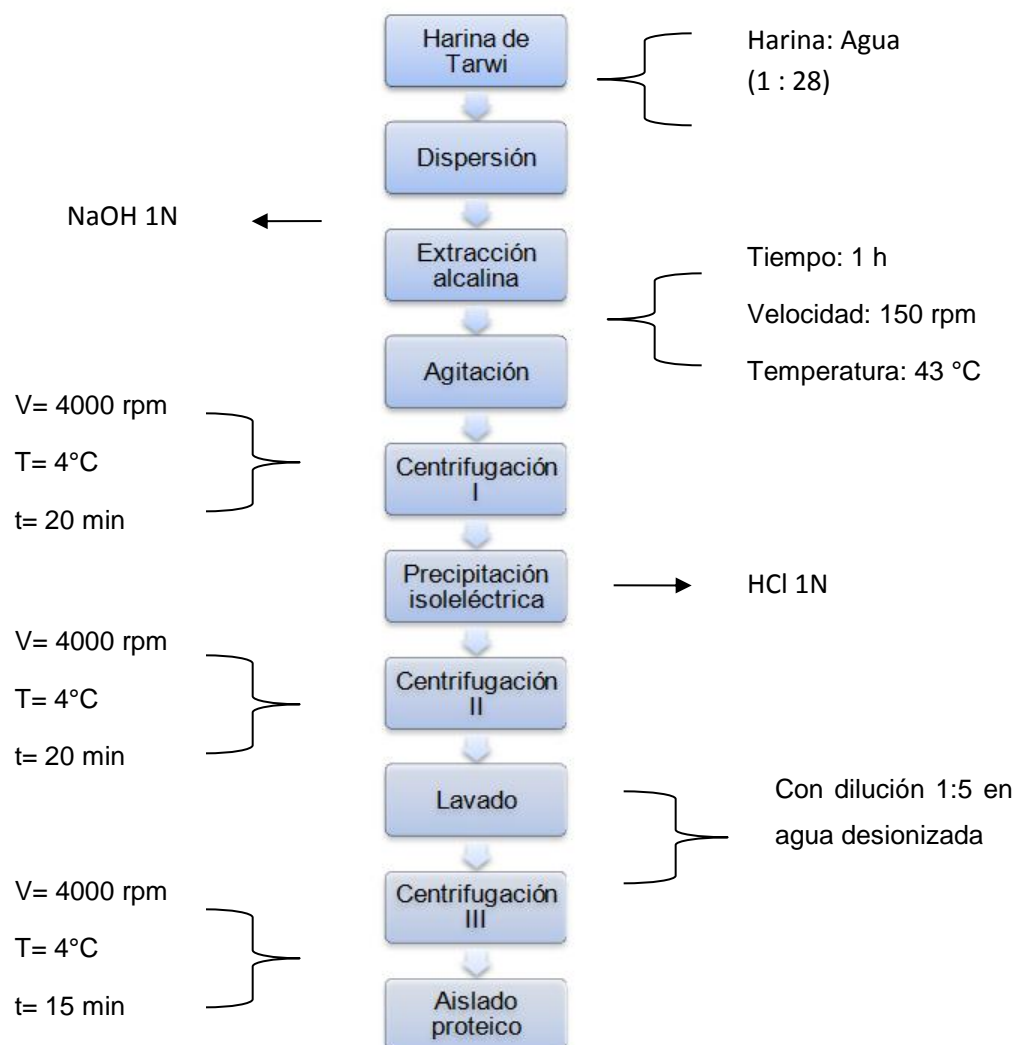 Harina de
Tarwi
Harina: Agua
(1 : 28)
Dispersión
NaOH 1N
Extracción
alcalina
Tiempo: 1 h
Velocidad: 150 rpm
Temperatura: 43 °C
Agitación
V= 4000 rpm
T= 4°C
t= 20 min
Centrifugación
I
Precipitación
isoleléctrica
HCl 1N
V= 4000 rpm
T= 4°C
t= 20 min
Centrifugación
II
Lavado
Con dilución 1:5 en
agua desionizada
V= 4000 rpm
T= 4°C
t= 15 min
Centrifugación
III
Aislado
proteico